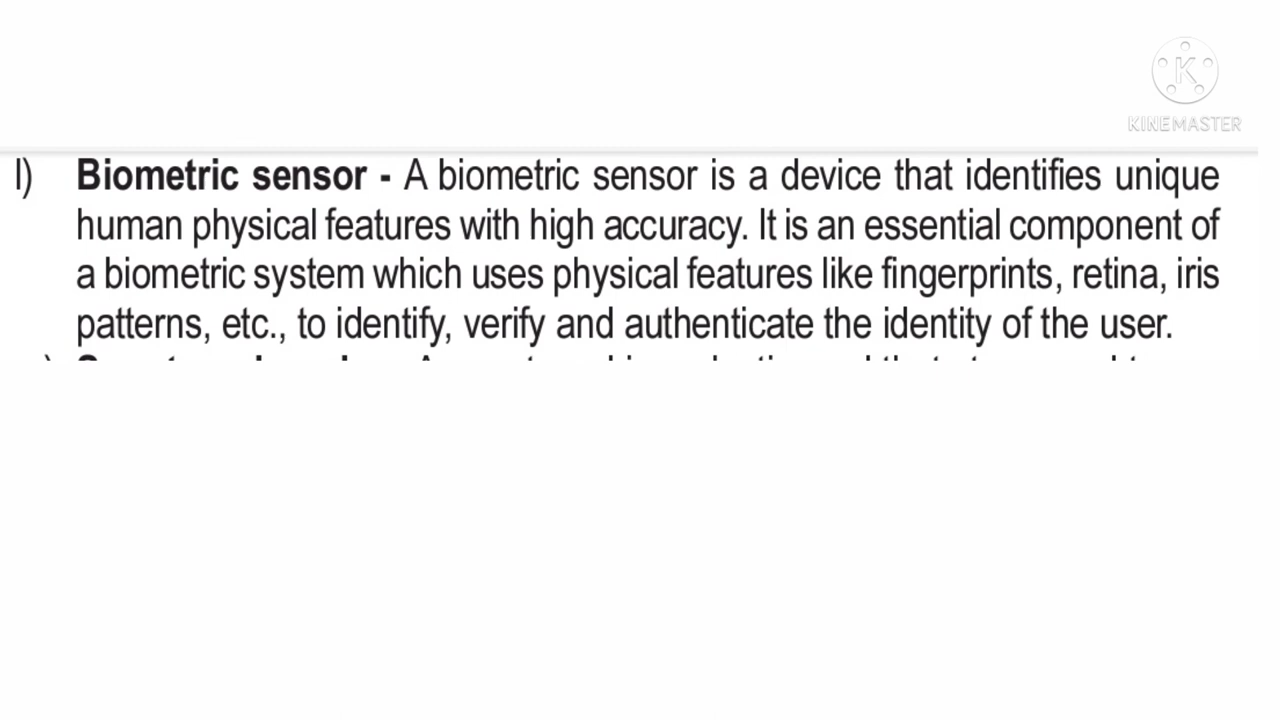 KINEMASTER
l) Biometric sensor - A biometric sensor is a device that identifies unique
human physical features with high accuracy. It is an essential component of
a biometric system which uses physical features like fingerprints, retina, iris
patterns, etc., to identify, verify and authenticate the identity of the user.